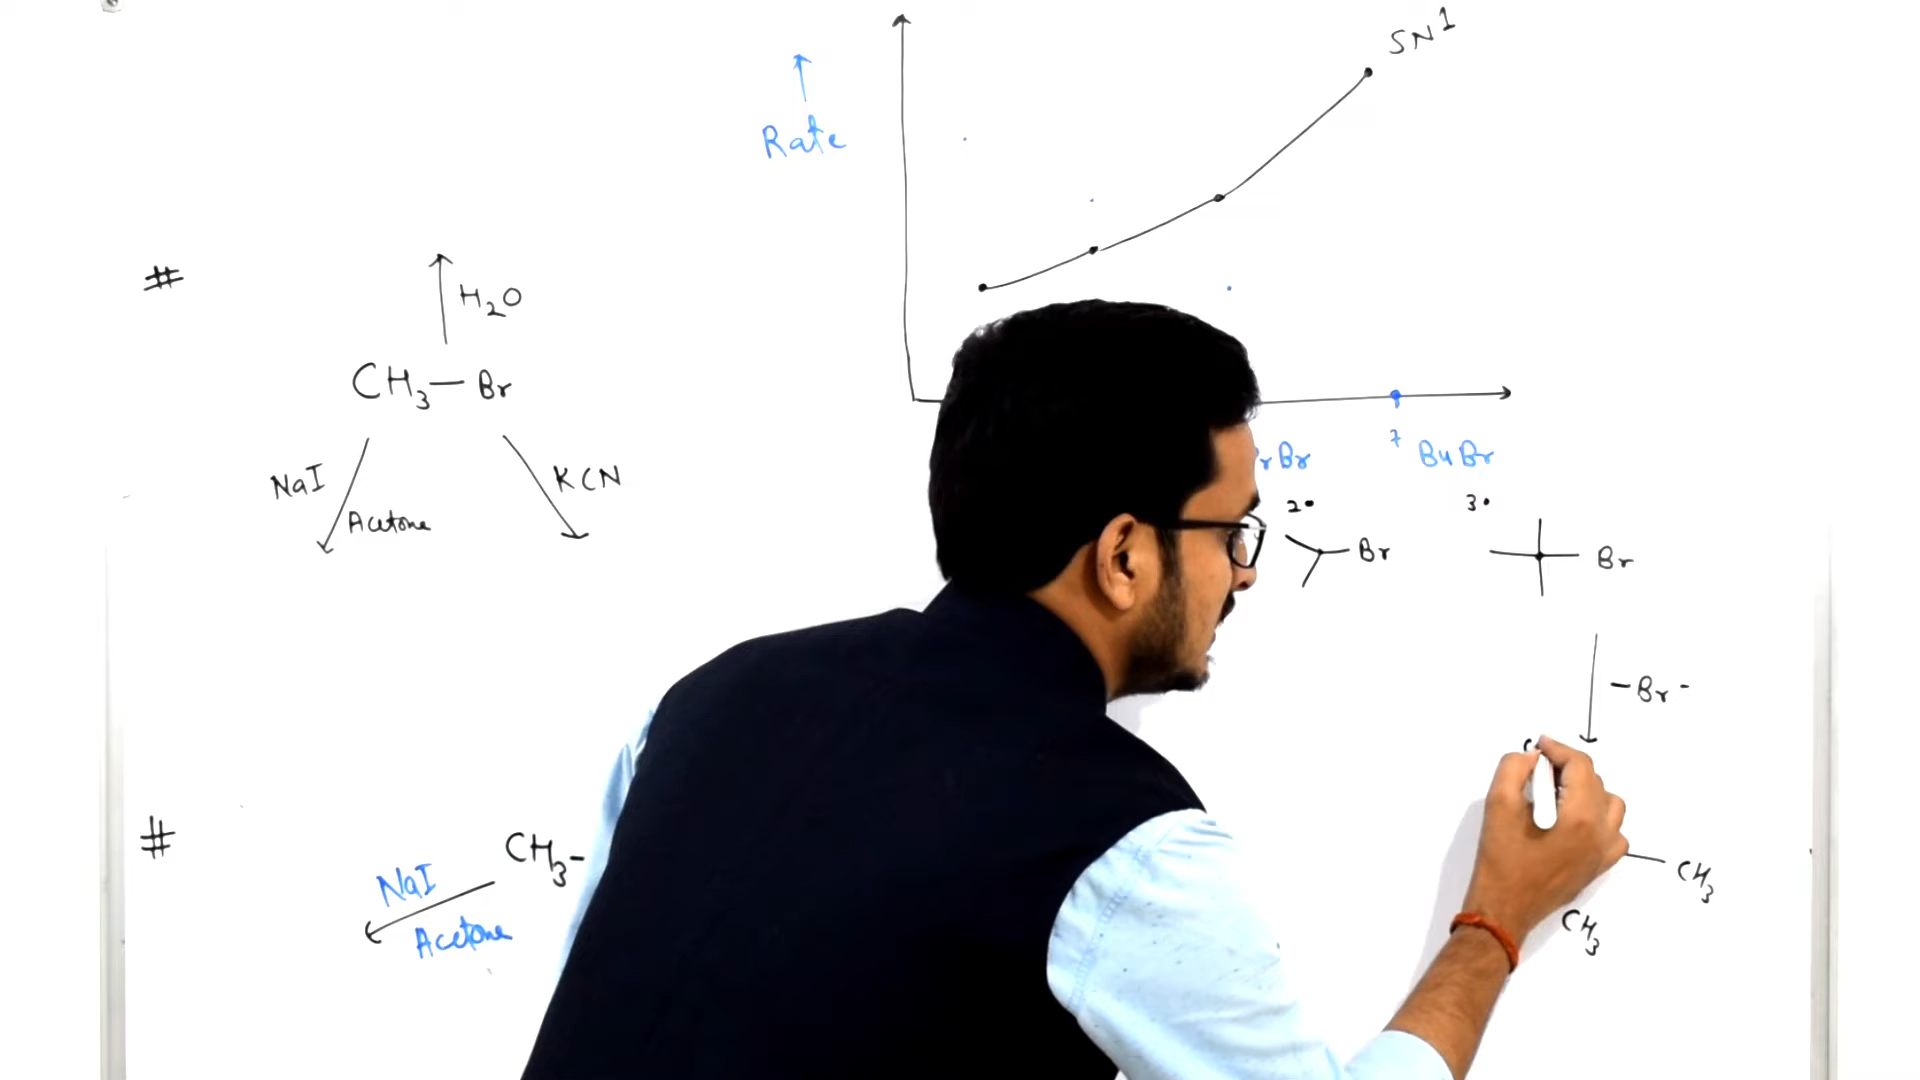 SN1
Rate
#
H2O
CH3—Br
NaI
Acetone
KCN
rBr
BuBr
2°
3°
Br
Br
-Br-
#
CH3-
NaI
Acetone
CH3
CH3